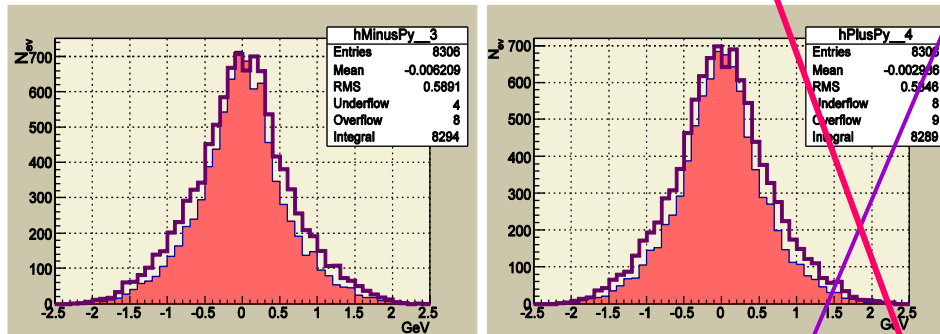 hMinusPy__3
Entries 8306
Mean -0.006209
RMS 0.5891
Underflow 4
Overflow 8
Integral 8294
N_ev
700
600
500
400
300
200
100
0
-2.5 -2 -1.5 -1 -0.5 0 0.5 1 1.5 2 2.5
GeV
hPlusPy__4
Entries 8306
Mean
RMS
Underflow 8
Overflow 9
Integral 8289
N_ev
700
600
500
400
300
200
100
0
-2.5 -2 -1.5 -1 -0.5 0 0.5 1 1.5 2 2.5
GeV